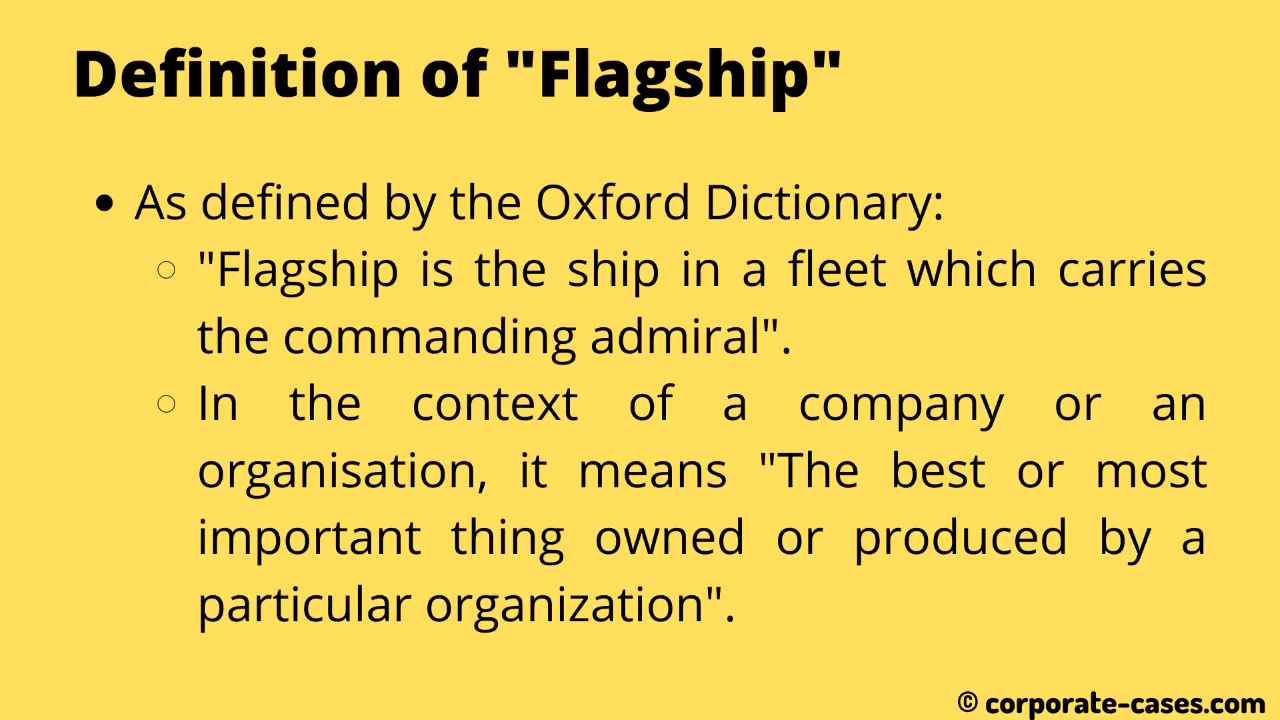 Definition of "Flagship"
• As defined by the Oxford Dictionary:
○ "Flagship is the ship in a fleet which carries
the commanding admiral".
○ In the context of a company or an
organisation, it means "The best or most
important thing owned or produced by a
particular organization".
© corporate-cases.com